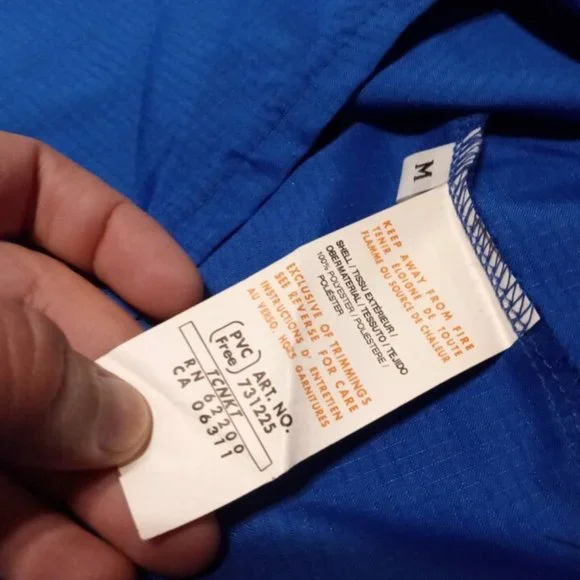 M
KEEP AWAY FROM FIRE
TENIR ÉLOIGNE DE TOUTE
FLAMME OU SOURCE DE CHALEUR
SHELL / TISSU EXTÉRIEUR /
OBERMATERIAL / TESSUTO / TEJIDO
100% POLYESTER / POLIESTERE /
POLIÉSTER
EXCLUSIVE OF TRIMMINGS
SEE REVERSE FOR CARE
INSTRUCTIONS D' ENTRETIEN
AU VERSO, HORS GARNITURES
PVC Free
ART. NO.
731225
TCNKT
RN 62200
CA 06311